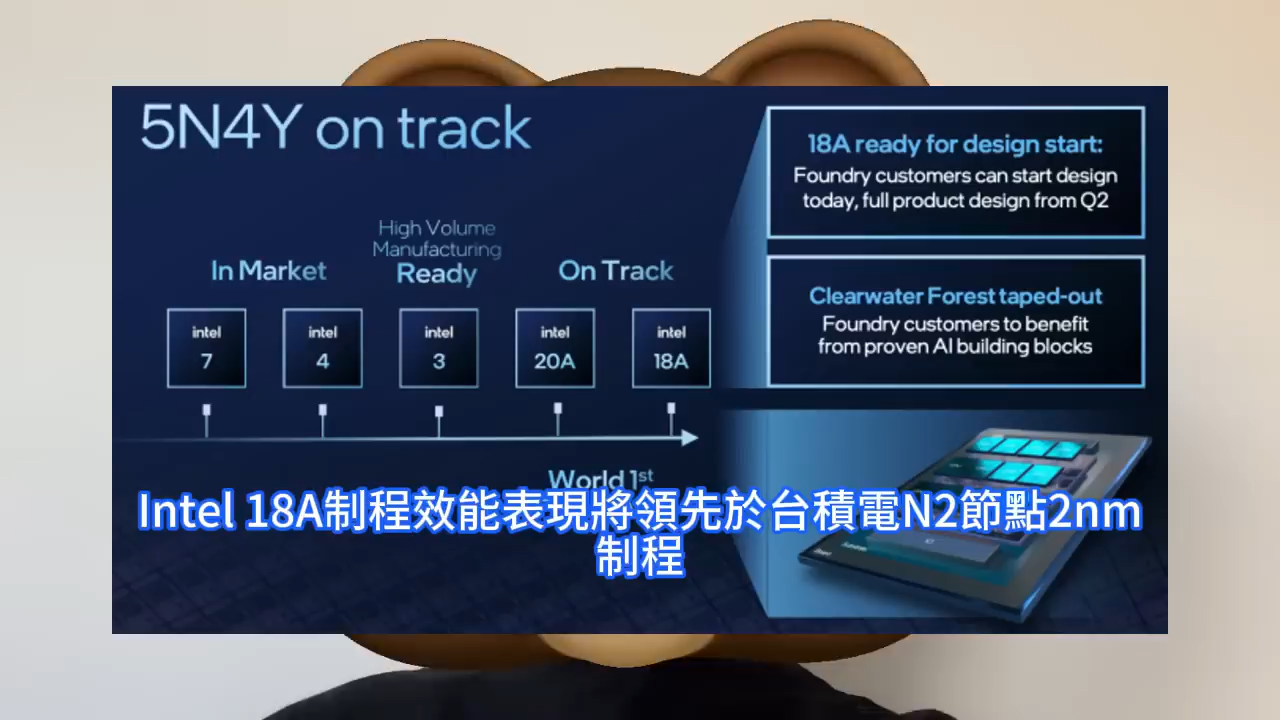 5N4Y on track
In Market
High Volume
Manufacturing
Ready
On Track
intel
7
intel
4
intel
3
intel
20A
intel
18A
World 1st
18A ready for design start:
Foundry customers can start design
today, full product design from Q2
Clearwater Forest taped-out
Foundry customers to benefit
from proven AI building blocks
Intel 18A制程效能表現將領先於台積電N2節點2nm
制程